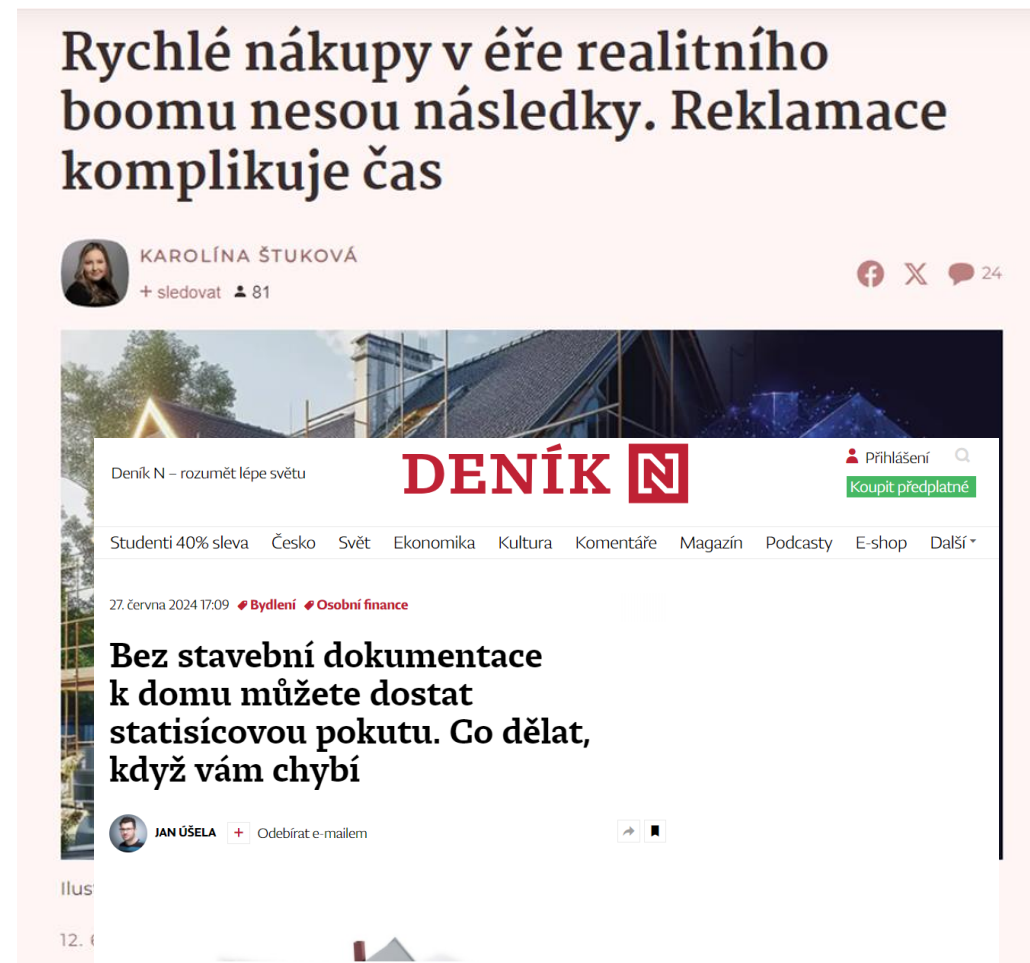 Rychlé nákupy v éře realitního
boomu nesou následky. Reklamace
komplikuje čas
KAROLÍNA ŠTUKOVÁ
+ sledovat 81
24
Deník N – rozumět lépe světu
DENÍK N
Přihlášení
Koupit předplatné
Studenti 40% sleva Česko Svět Ekonomika Kultura Komentáře Magazín Podcasty E-shop Další
27. června 2024 17:09 Bydlení Osobní finance
Bez stavební dokumentace
k domu můžete dostat
statisícovou pokutu. Co dělat,
když vám chybí
JAN ÚŠELA + Odebírat e-mailem
Ilus
12.